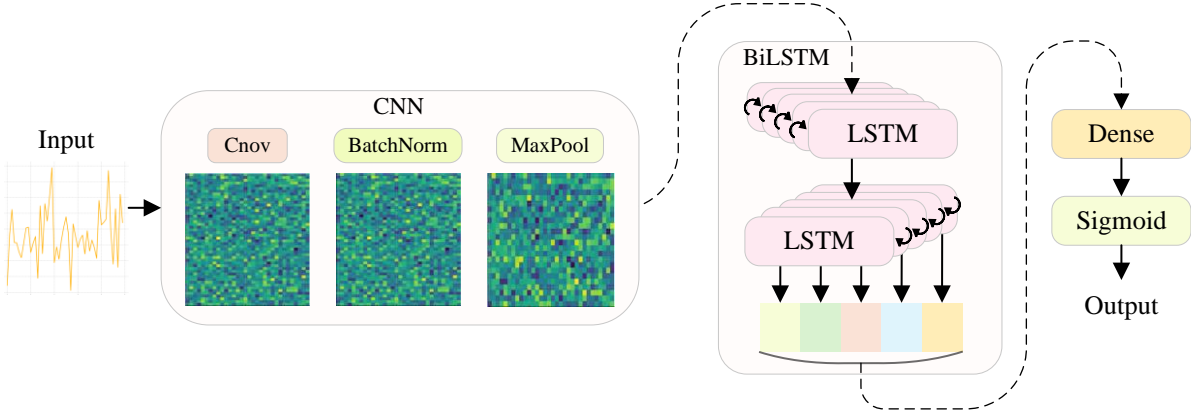 Input
CNN
Cnov
BatchNorm
MaxPool
BiLSTM
LSTM
LSTM
Dense
Sigmoid
Output